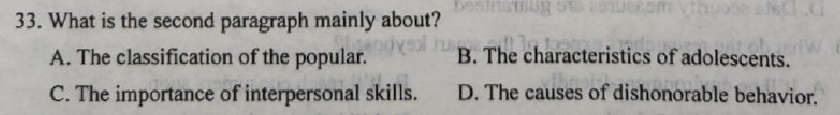 33. What is the second paragraph mainly about?
A. The classification of the popular. B. The characteristics of adolescents.
C. The importance of interpersonal skills. D. The causes of dishonorable behavior.